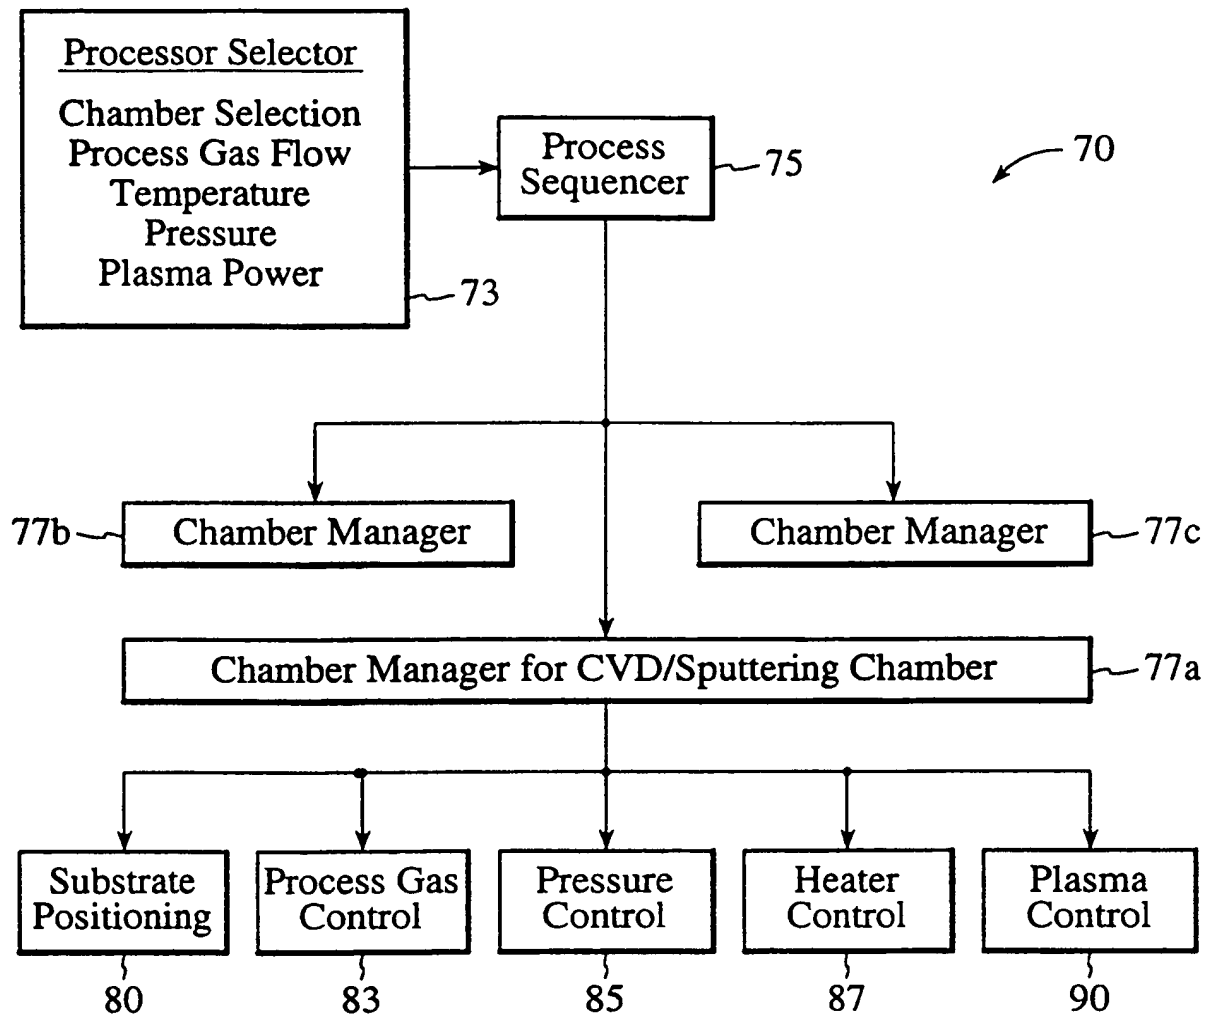 Processor Selector
Chamber Selection
Process Gas Flow
Temperature
Pressure
Plasma Power
73
Process
Sequencer
75
70
77b
Chamber Manager
Chamber Manager
77c
Chamber Manager for CVD/Sputtering Chamber
77a
Substrate
Positioning
Process Gas
Control
Pressure
Control
Heater
Control
Plasma
Control
80
83
85
87
90